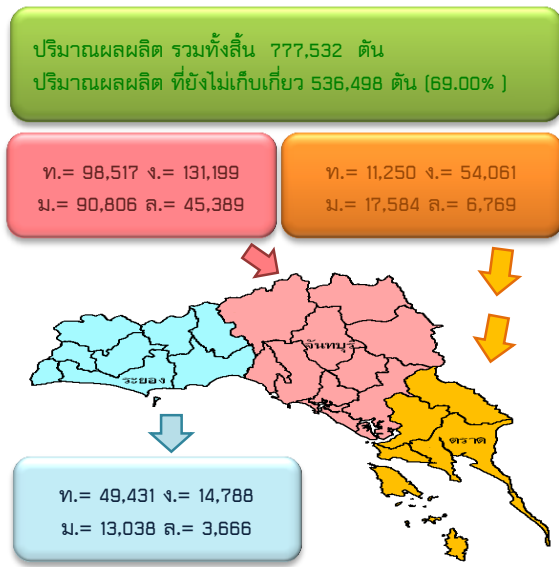 ปริมาณผลผลิต รวมทั้งสิ้น 777,532 ตัน
ปริมาณผลผลิต ที่ยังไม่เก็บเกี่ยว 536,498 ตัน (69.00% )
ท.= 98,517 ง.= 131,199
ม.= 90,806 ล.= 45,389
ท.= 11,250 ง.= 54,061
ม.= 17,584 ล.= 6,769
จันทบุรี
ระยอง
ตราด
ท.= 49,431 ง.= 14,788
ม.= 13,038 ล.= 3,666